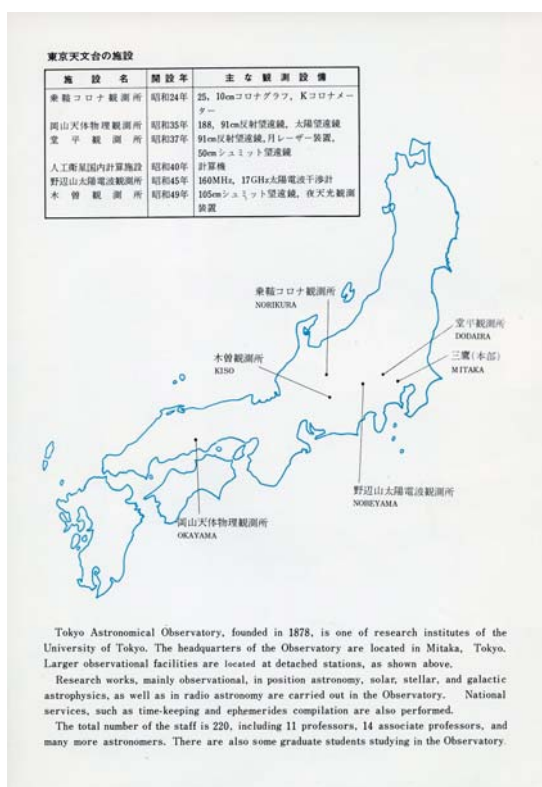 東京天文台の施設
施設名 開設年 主な観測設備
乗鞍コロナ観測所 昭和24年 25, 10cmコロナグラフ, Kコロナメー
ター
岡山天体物理観測所 昭和35年 188, 91cm反射望遠鏡, 太陽望遠鏡
堂平観測所 昭和37年 91cm反射望遠鏡,月レーザー装置,
50cmシュミット望遠鏡
人工衛星国内計算施設 昭和40年 計算機
野辺山太陽電波観測所 昭和45年 160MHz, 17GHz太陽電波干渉計
木曽観測所 昭和49年 105cmシュミット望遠鏡, 夜天光観測
装置
乗鞍コロナ観測所
NORIKURA
堂平観測所
DODAIRA
三鷹(本部)
MITAKA
木曽観測所
KISO
野辺山太陽電波観測所
NOBEYAMA
岡山天体物理観測所
OKAYAMA
Tokyo Astronomical Observatory, founded in 1878, is one of research institutes of the
University of Tokyo. The headquarters of the Observatory are located in Mitaka, Tokyo.
Larger observational facilities are located at detached stations, as shown above.
Research works, mainly observational, in position astronomy, solar, stellar, and galactic
astrophysics, as well as in radio astronomy are carried out in the Observatory. National
services, such as time-keeping and ephemerides compilation are also performed.
The total number of the staff is 220, including 11 professors, 14 associate professors, and
many more astronomers. There are also some graduate students studying in the Observatory.